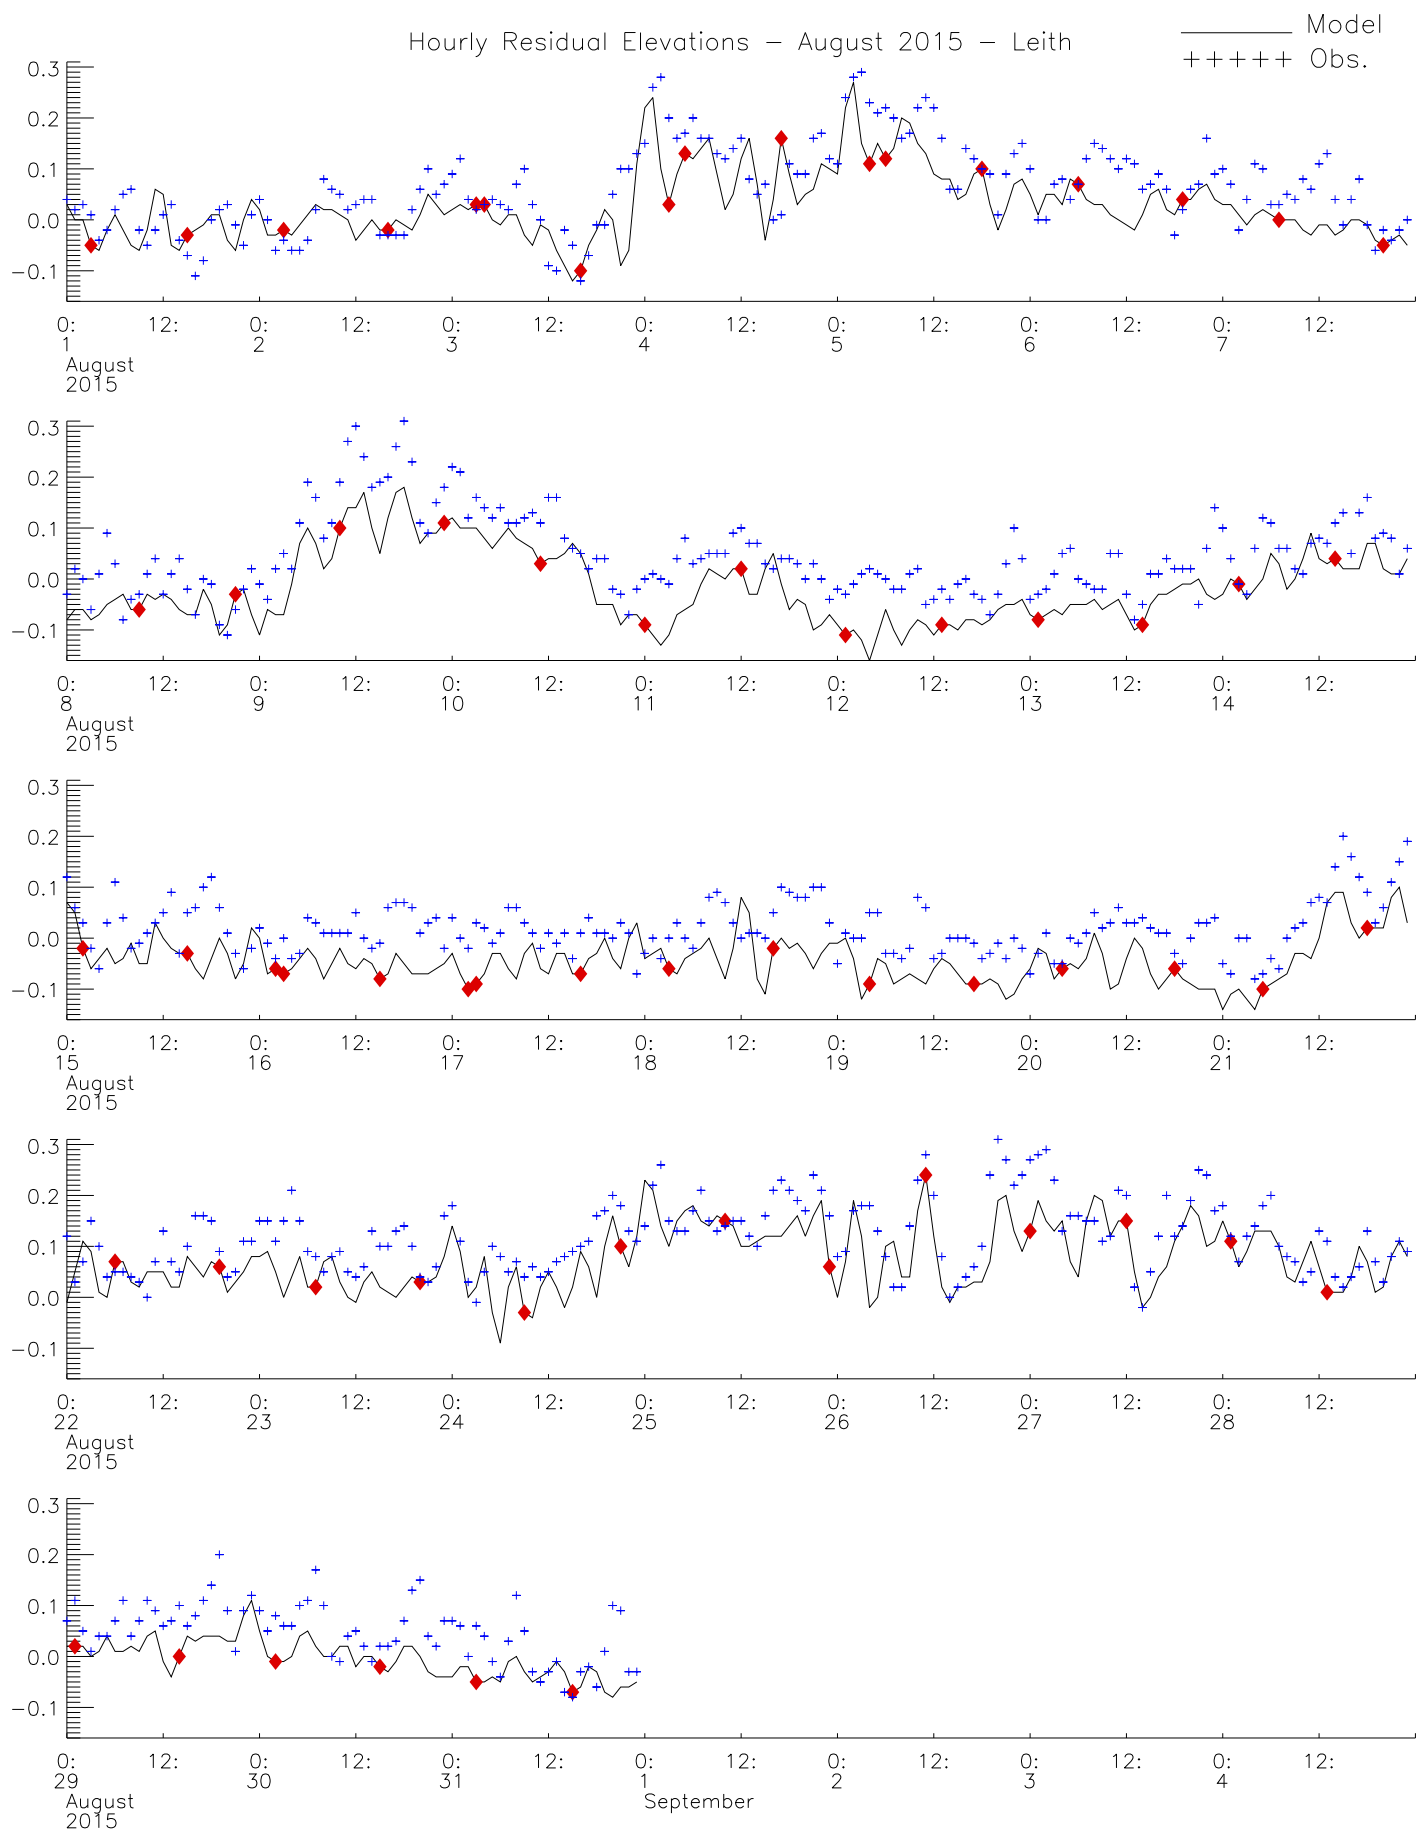 Hourly Residual Elevations − August 2015 − Leith
Model
+++++ Obs.
0.3
0.2
0.1
0.0
−0.1
0: 12: 0: 12: 0: 12: 0: 12: 0: 12: 0: 12: 0: 12:
1 2 3 4 5 6 7
August
2015
0.3
0.2
0.1
0.0
−0.1
0: 12: 0: 12: 0: 12: 0: 12: 0: 12: 0: 12: 0: 12:
8 9 10 11 12 13 14
August
2015
0.3
0.2
0.1
0.0
−0.1
0: 12: 0: 12: 0: 12: 0: 12: 0: 12: 0: 12: 0: 12:
15 16 17 18 19 20 21
August
2015
0.3
0.2
0.1
0.0
−0.1
0: 12: 0: 12: 0: 12: 0: 12: 0: 12: 0: 12: 0: 12:
22 23 24 25 26 27 28
August
2015
0.3
0.2
0.1
0.0
−0.1
0: 12: 0: 12: 0: 12: 0: 12: 0: 12: 0: 12: 0: 12:
29 30 31 1 2 3 4
August September
2015